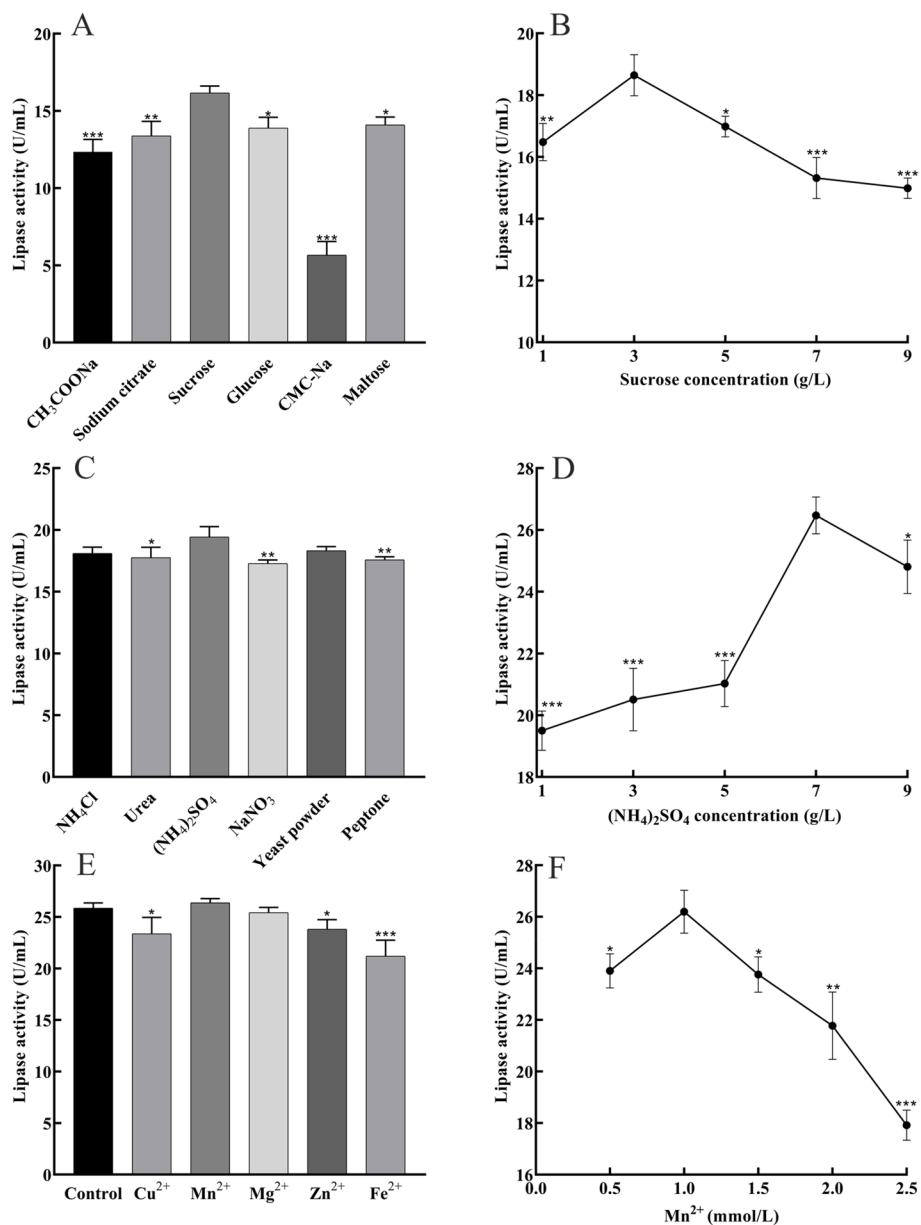 A
Lipase activity (U/mL)
20
15
10
5
0
***
**
*
***
*
CH₃COONa
Sodium citrate
Sucrose
Glucose
CMC-Na
Maltose
B
Lipase activity (U/mL)
20
18
16
14
12
10
**
*
***
***
1 3 5 7 9
Sucrose concentration (g/L)
C
Lipase activity (U/mL)
25
20
15
10
5
0
*
**
**
NH₄Cl
Urea
(NH₄)₂SO₄
NaNO₃
Yeast powder
Peptone
D
Lipase activity (U/mL)
28
26
24
22
20
18
***
***
***
*
1 3 5 7 9
(NH₄)₂SO₄ concentration (g/L)
E
Lipase activity (U/mL)
30
25
20
15
10
5
0
*
*
***
Control Cu²⁺ Mn²⁺ Mg²⁺ Zn²⁺ Fe²⁺
F
Lipase activity (U/mL)
28
26
24
22
20
18
16
*
*
**
***
0.0 0.5 1.0 1.5 2.0 2.5
Mn²⁺ (mmol/L)